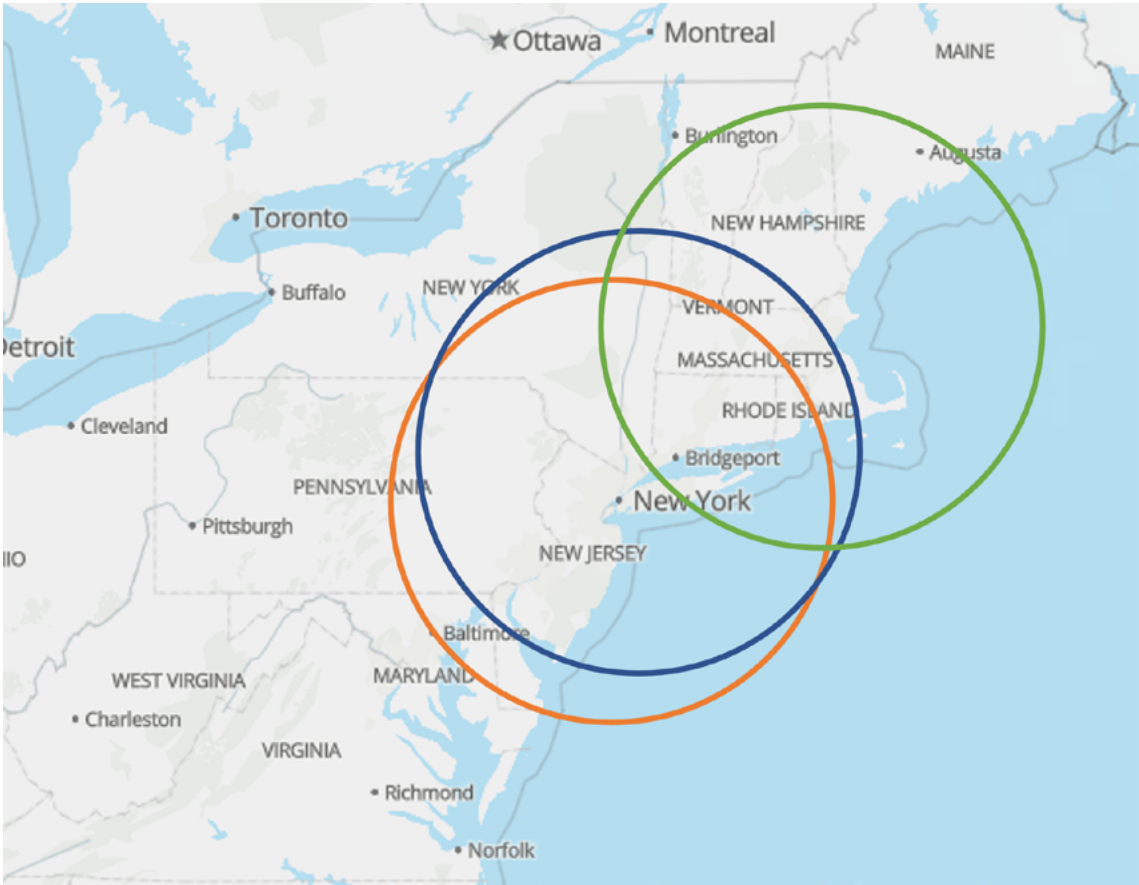 Ottawa
Montreal
MAINE
Burlington
Augusta
Toronto
NEW HAMPSHIRE
NEW YORK
Buffalo
VERMONT
Detroit
MASSACHUSETTS
RHODE ISLAND
Cleveland
Bridgeport
PENNSYLVANIA
New York
Pittsburgh
NEW JERSEY
IO
Baltimore
MARYLAND
WEST VIRGINIA
Charleston
VIRGINIA
Richmond
Norfolk